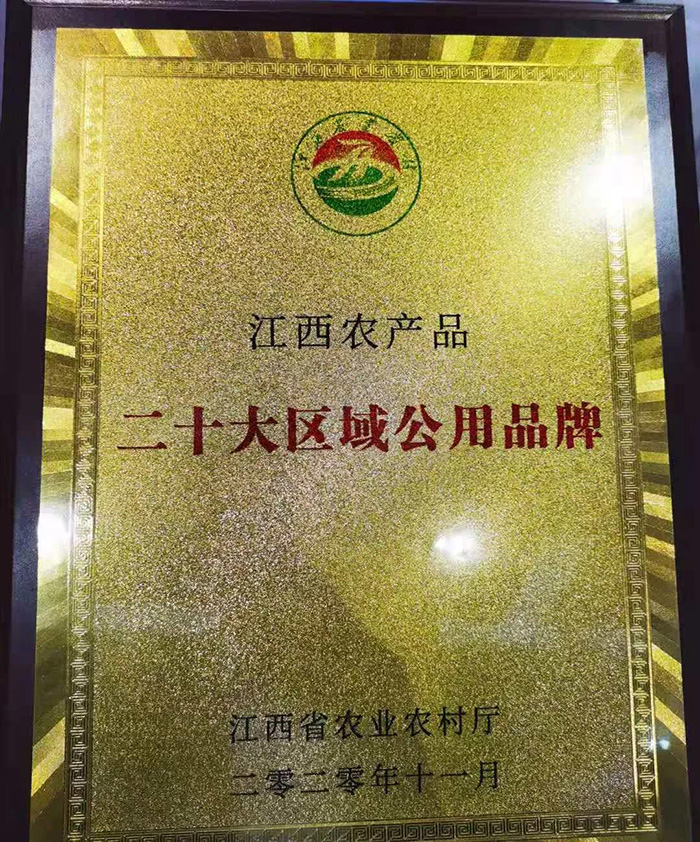 江西农产品
二十大区域公用品牌
江西省农业农村厅
二零二零年十一月